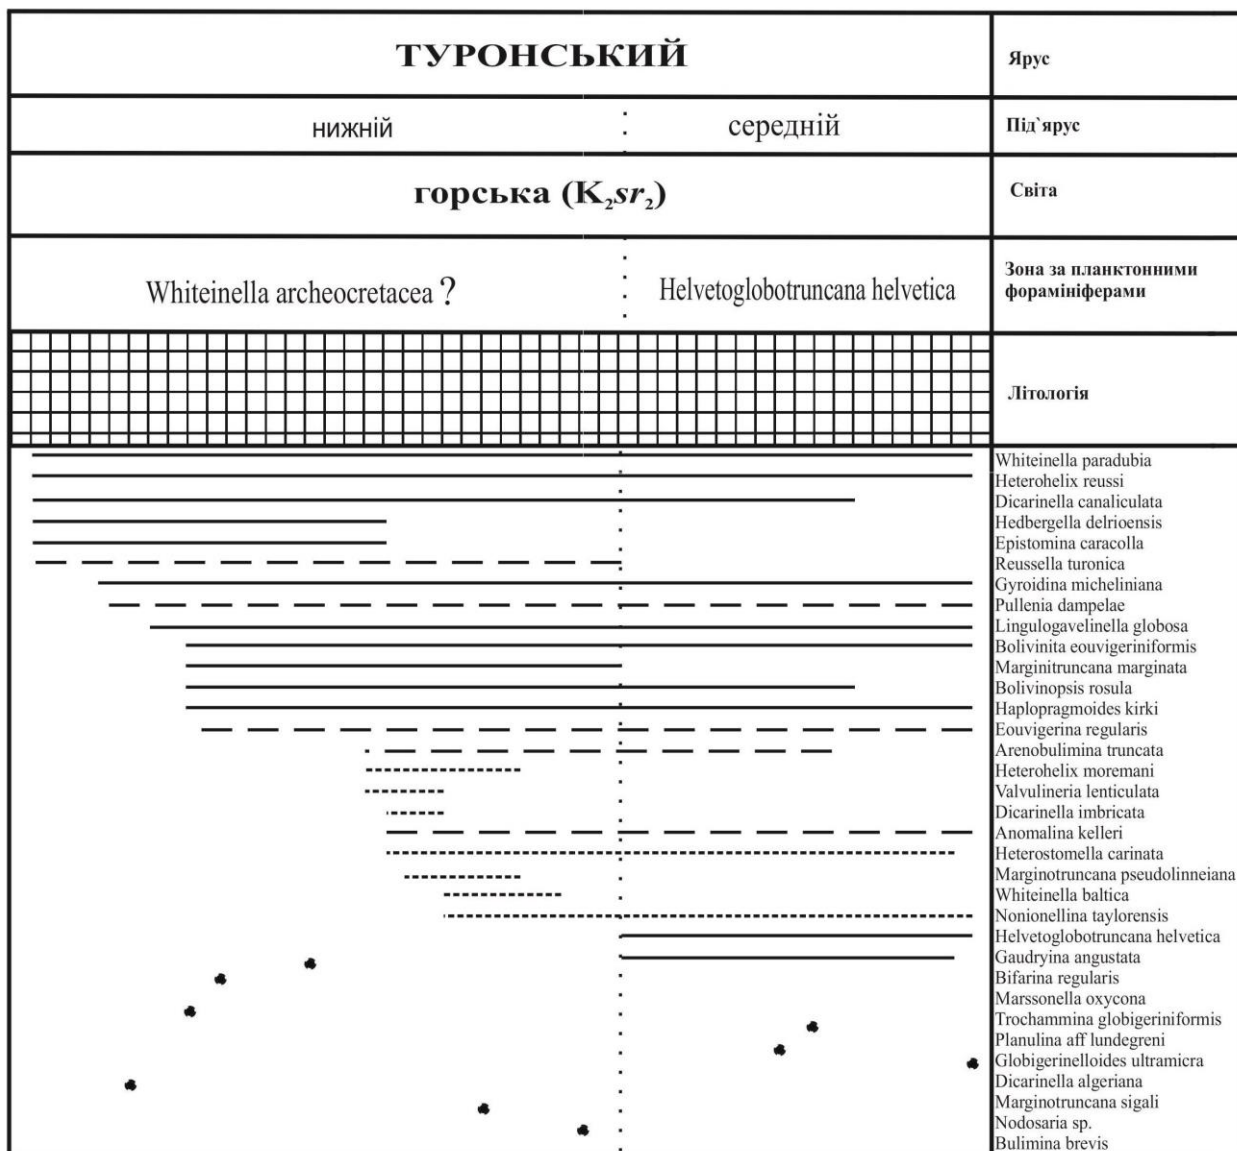 ТУРОНСЬКИЙ
Ярус
нижній
середній
Під`ярус
горська (K₂sr₂)
Світа
Whiteinella archeocretacea ?
Helvetoglobotruncana helvetica
Зона за планктонними
форамініферами
Літологія
Whiteinella paradubia
Heterohelix reussi
Dicarinella canaliculata
Hedbergella delrioensis
Epistomina caracolla
Reussella turonica
Gyroidina micheliniana
Pullenia dampelae
Lingulogavelinella globosa
Bolivinita eouvigeriniformis
Marginitruncana marginata
Bolivinopsis rosula
Haplopragmoides kirki
Eouvigerina regularis
Arenobulimina truncata
Heterohelix moremani
Valvulineria lenticulata
Dicarinella imbricata
Anomalina kelleri
Heterostomella carinata
Marginotruncana pseudolinneiana
Whiteinella baltica
Nonionellina taylorensis
Helvetoglobotruncana helvetica
Gaudryina angustata
Bifarina regularis
Marssonella oxycona
Trochammina globigeriniformis
Planulina aff lundegreni
Globigerinelloides ultramicra
Dicarinella algeriana
Marginotruncana sigali
Nodosaria sp.
Bulimina brevis